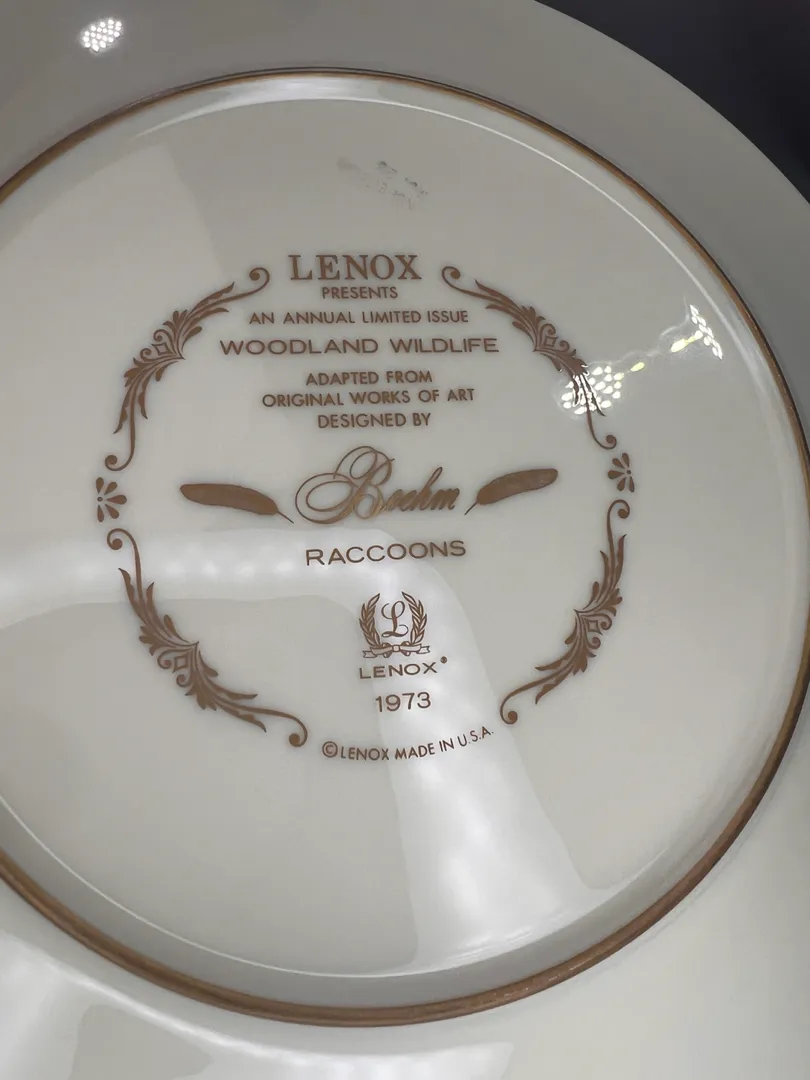 LENOX
PRESENTS
AN ANNUAL LIMITED ISSUE
WOODLAND WILDLIFE
ADAPTED FROM
ORIGINAL WORKS OF ART
DESIGNED BY
Boehm
RACCOONS
L
LENOX®
1973
©LENOX MADE IN U.S.A.